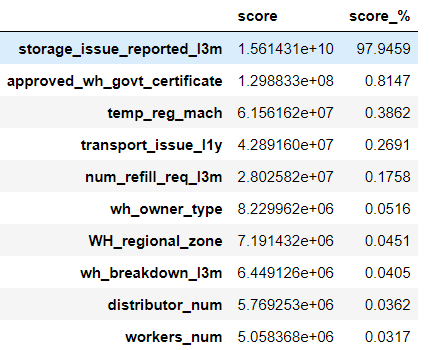 score score_%
storage_issue_reported_l3m 1.561431e+10 97.9459
approved_wh_govt_certificate 1.298833e+08 0.8147
temp_reg_mach 6.156162e+07 0.3862
transport_issue_l1y 4.289160e+07 0.2691
num_refill_req_l3m 2.802582e+07 0.1758
wh_owner_type 8.229962e+06 0.0516
WH_regional_zone 7.191432e+06 0.0451
wh_breakdown_l3m 6.449126e+06 0.0405
distributor_num 5.769253e+06 0.0362
workers_num 5.058368e+06 0.0317